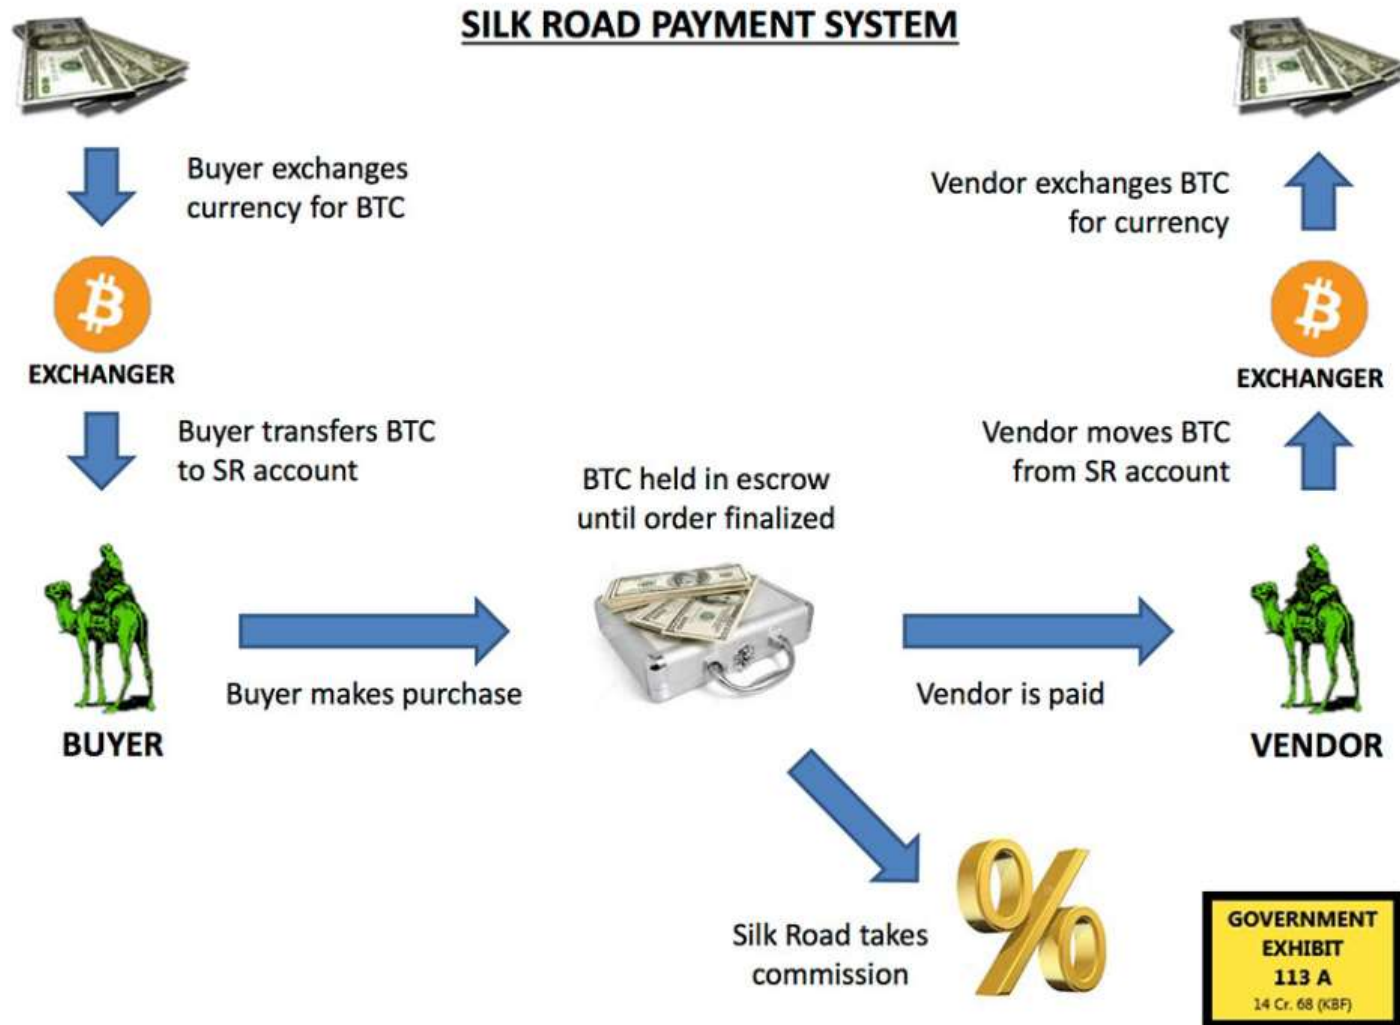 SILK ROAD PAYMENT SYSTEM
Buyer exchanges
currency for BTC
EXCHANGER
Buyer transfers BTC
to SR account
BUYER
Buyer makes purchase
BTC held in escrow
until order finalized
Silk Road takes
commission
Vendor is paid
VENDOR
Vendor moves BTC
from SR account
EXCHANGER
Vendor exchanges BTC
for currency
GOVERNMENT
EXHIBIT
113 A
14 Cr. 68 (KBF)